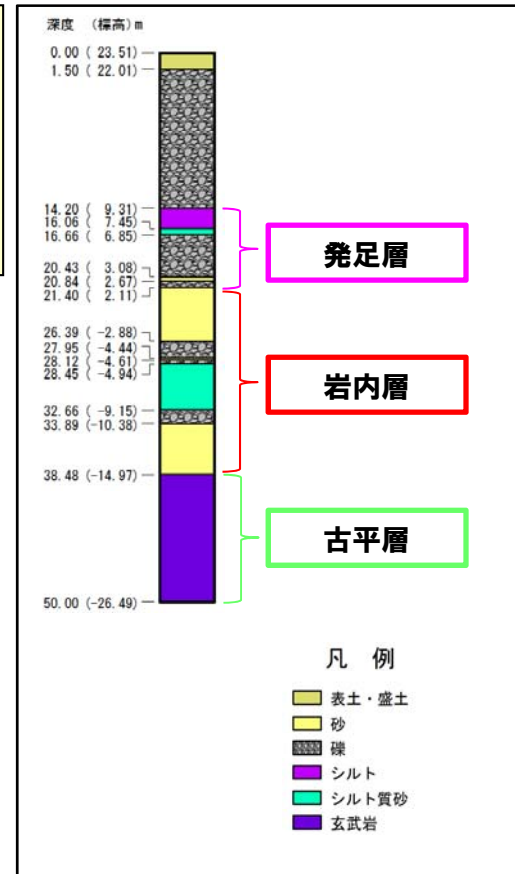 深度 (標高)m
0.00 ( 23.51)
1.50 ( 22.01)
14.20 ( 9.31)
16.06 ( 7.45)
16.66 ( 6.85)
20.43 ( 3.08)
20.84 ( 2.67)
21.40 ( 2.11)
26.39 ( -2.88)
27.95 ( -4.44)
28.12 ( -4.61)
28.45 ( -4.94)
32.66 ( -9.15)
33.89 (-10.38)
38.48 (-14.97)
50.00 (-26.49)
発足層
岩内層
古平層
凡 例
表土・盛土
砂
礫
シルト
シルト質砂
玄武岩